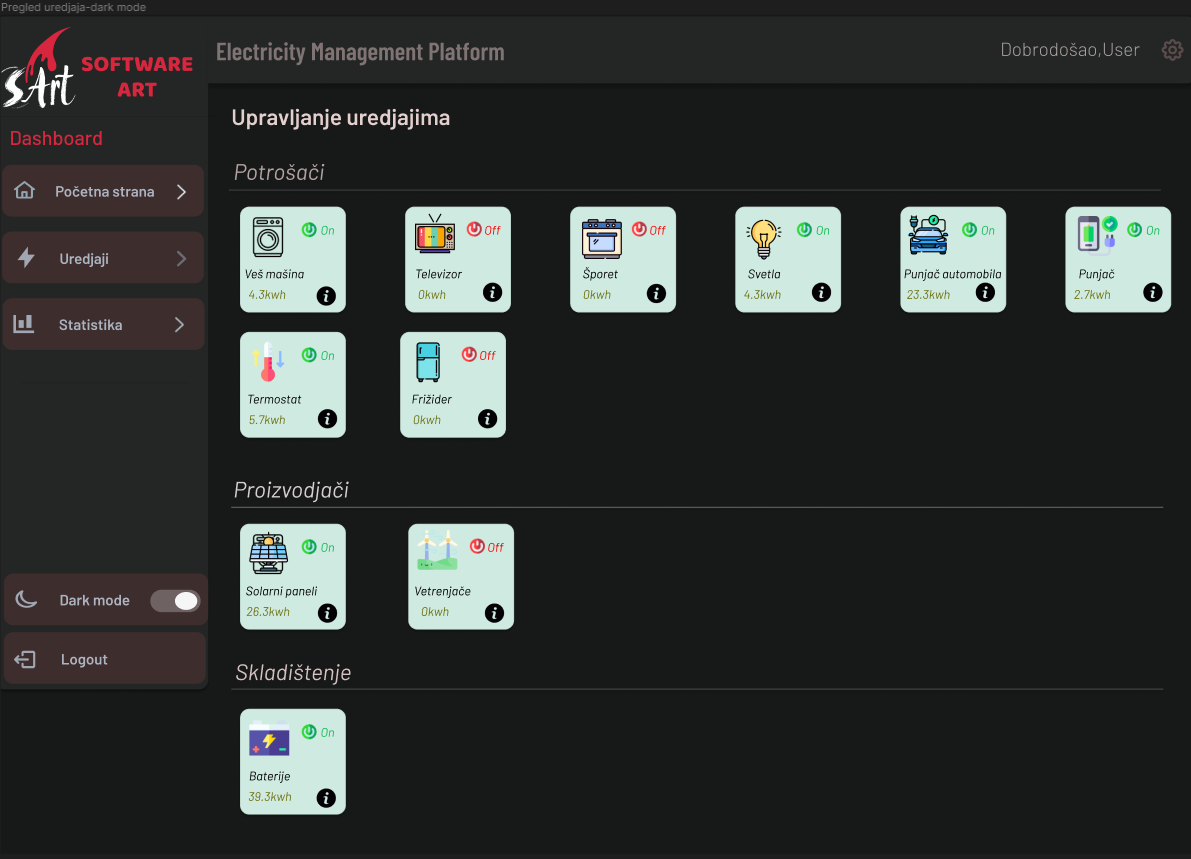 Pregled uredjaja-dark mode
sArt
SOFTWARE
ART
Electricity Management Platform
Dobrodošao,User
Dashboard
Početna strana
Uredjaji
Statistika
Dark mode
Logout
Upravljanje uredjajima
Potrošači
On
Veš mašina
4.3kwh
Off
Televizor
0kwh
Off
Šporet
0kwh
On
Svetla
4.3kwh
On
Punjač automobila
23.3kwh
On
Punjač
2.7kwh
On
Termostat
5.7kwh
Off
Frižider
0kwh
Proizvodjači
On
Solarni paneli
26.3kwh
Off
Vetrenjače
0kwh
Skladištenje
On
Baterije
39.3kwh